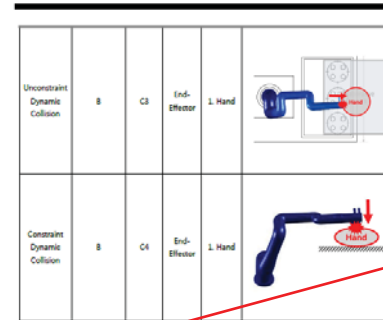 Unconstraint
Dynamic
Collision
B
C3
End-
Effector
1. Hand
Hand
Constraint
Dynamic
Collision
B
C4
End-
Effector
1. Hand
Hand